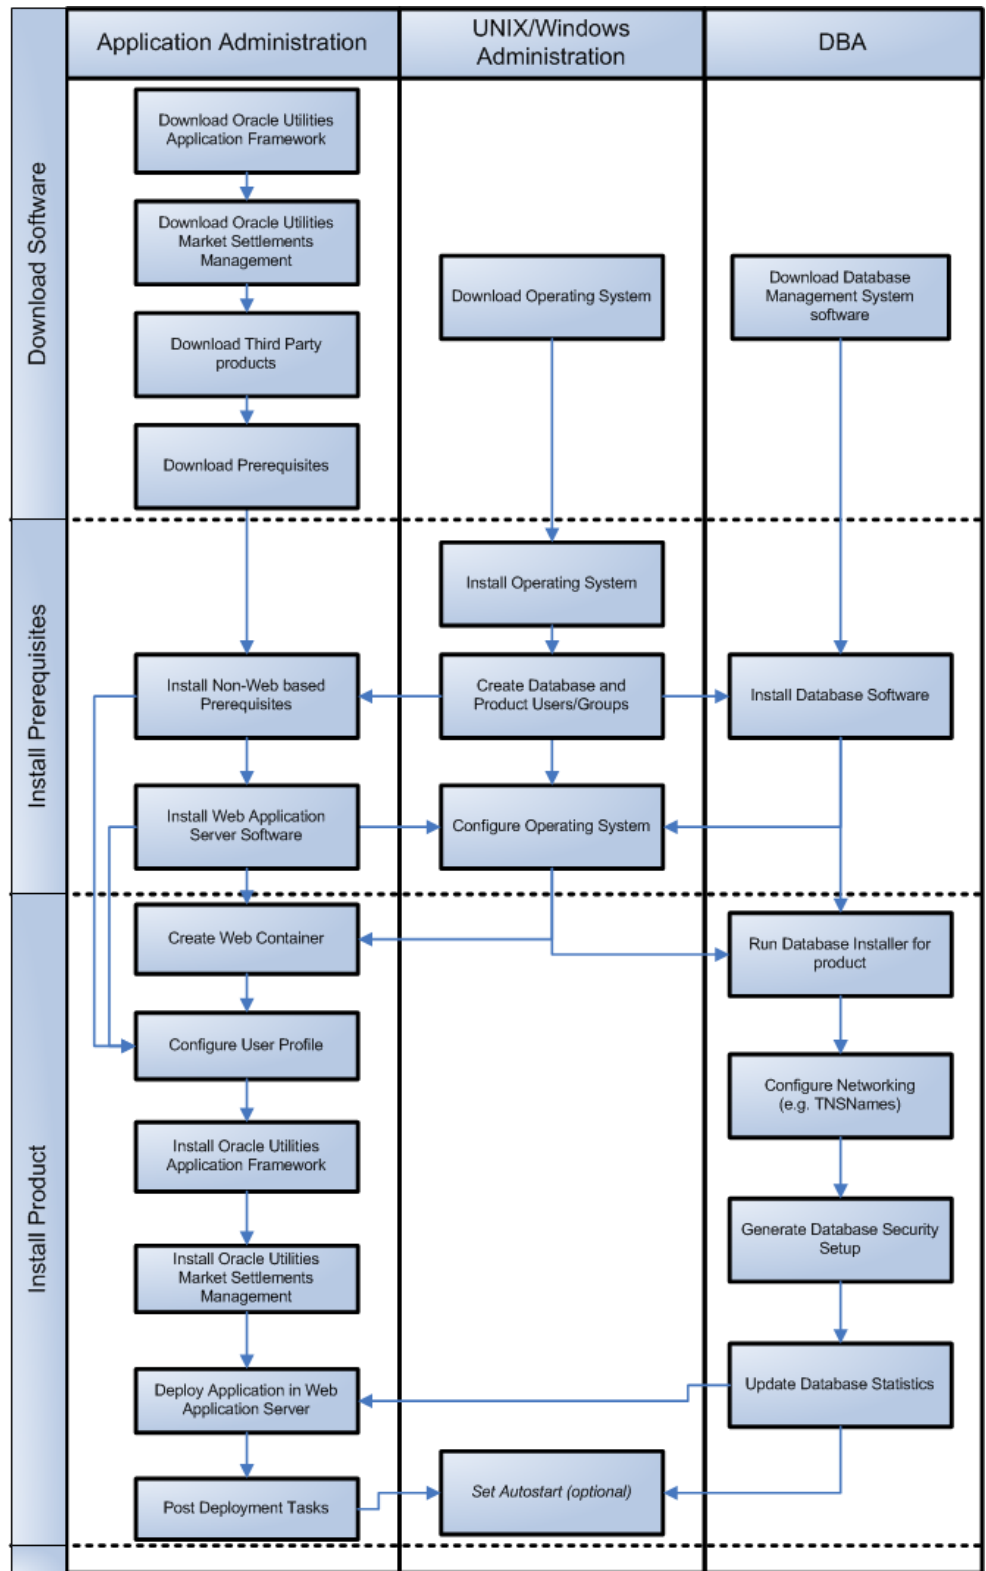 Application Administration
UNIX/Windows
Administration
DBA
Download Software
Download Oracle Utilities
Application Framework
Download Oracle Utilities
Market Settlements
Management
Download Operating System
Download Database
Management System
software
Download Third Party
products
Download Prerequisites
Install Prerequisites
Install Operating System
Install Non-Web based
Prerequisites
Create Database and
Product Users/Groups
Install Database Software
Install Web Application
Server Software
Configure Operating System
Install Product
Create Web Container
Run Database Installer for
product
Configure User Profile
Configure Networking
(e.g. TNSNames)
Install Oracle Utilities
Application Framework
Generate Database Security
Setup
Install Oracle Utilities
Market Settlements
Management
Deploy Application in Web
Application Server
Update Database Statistics
Post Deployment Tasks
Set Autostart (optional)